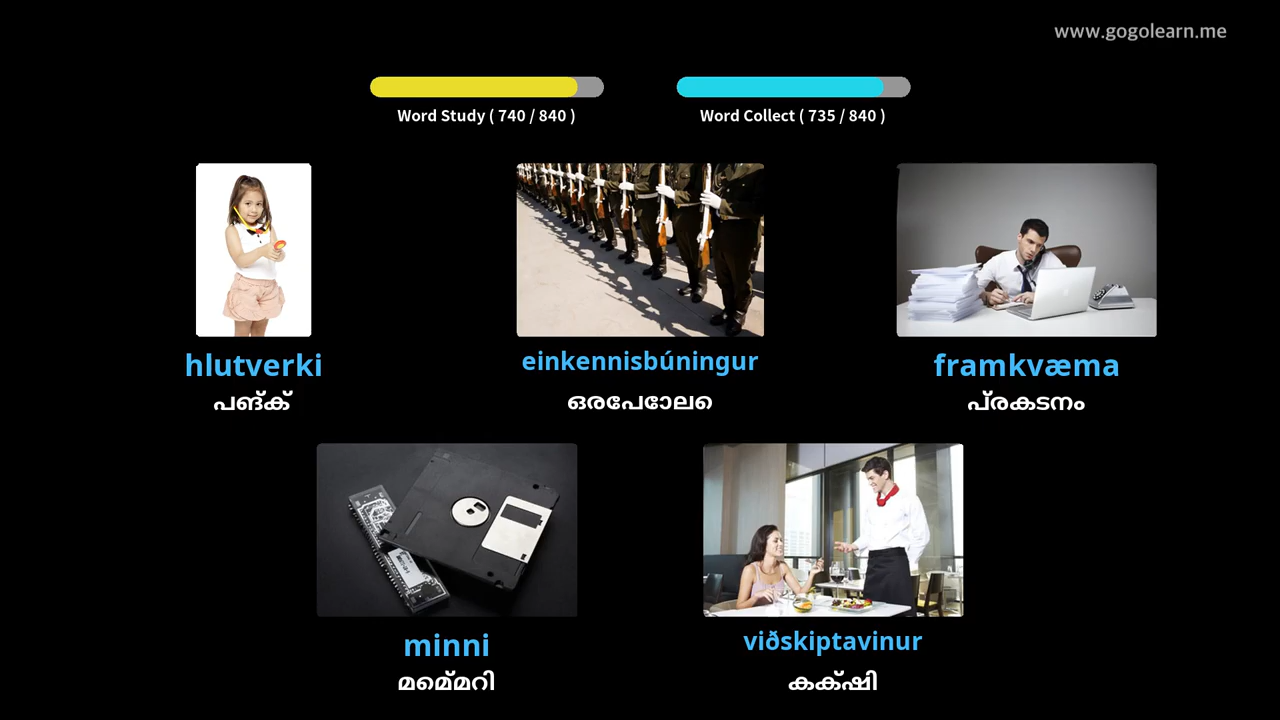 www.gogolearn.me
Word Study ( 740 / 840 )
Word Collect ( 735 / 840 )
hlutverki
പങ്ക്
einkennisbúningur
ഒരപേോലെ
framkvæma
പ്രകടനം
minni
മെമ്മറി
viðskiptavinur
കക്ഷി